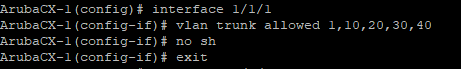 ArubaCX-1(config)# interface 1/1/1
ArubaCX-1(config-if)# vlan trunk allowed 1,10,20,30,40
ArubaCX-1(config-if)# no sh
ArubaCX-1(config-if)# exit